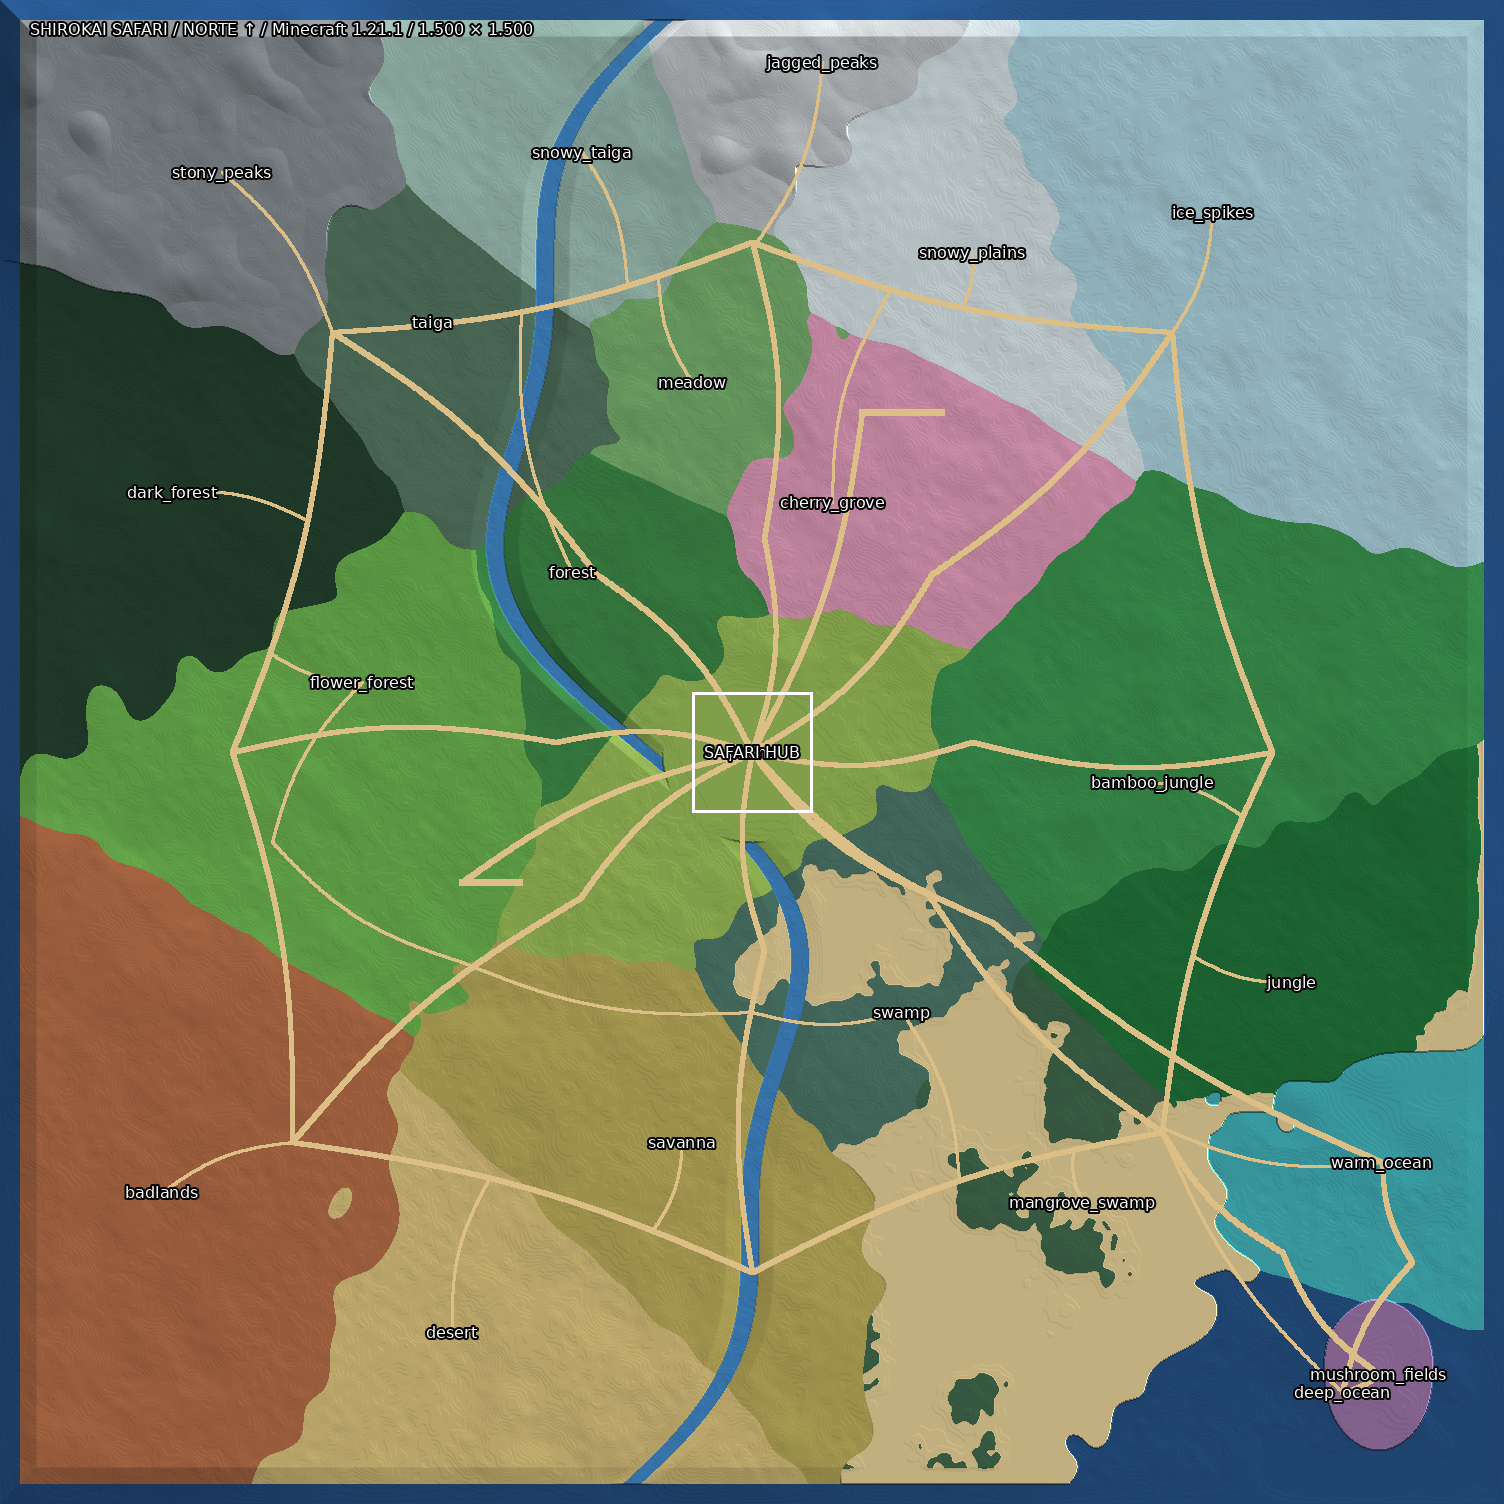 SHIROKAI SAFARI / NORTE ↑ / Minecraft 1.21.1 / 1.500 × 1.500
jagged_peaks
snowy_taiga
stony_peaks
ice_spikes
snowy_plains
taiga
meadow
dark_forest
cherry_grove
forest
flower_forest
SAFARI HUB
bamboo_jungle
jungle
swamp
savanna
warm_ocean
badlands
mangrove_swamp
desert
mushroom_fields
deep_ocean